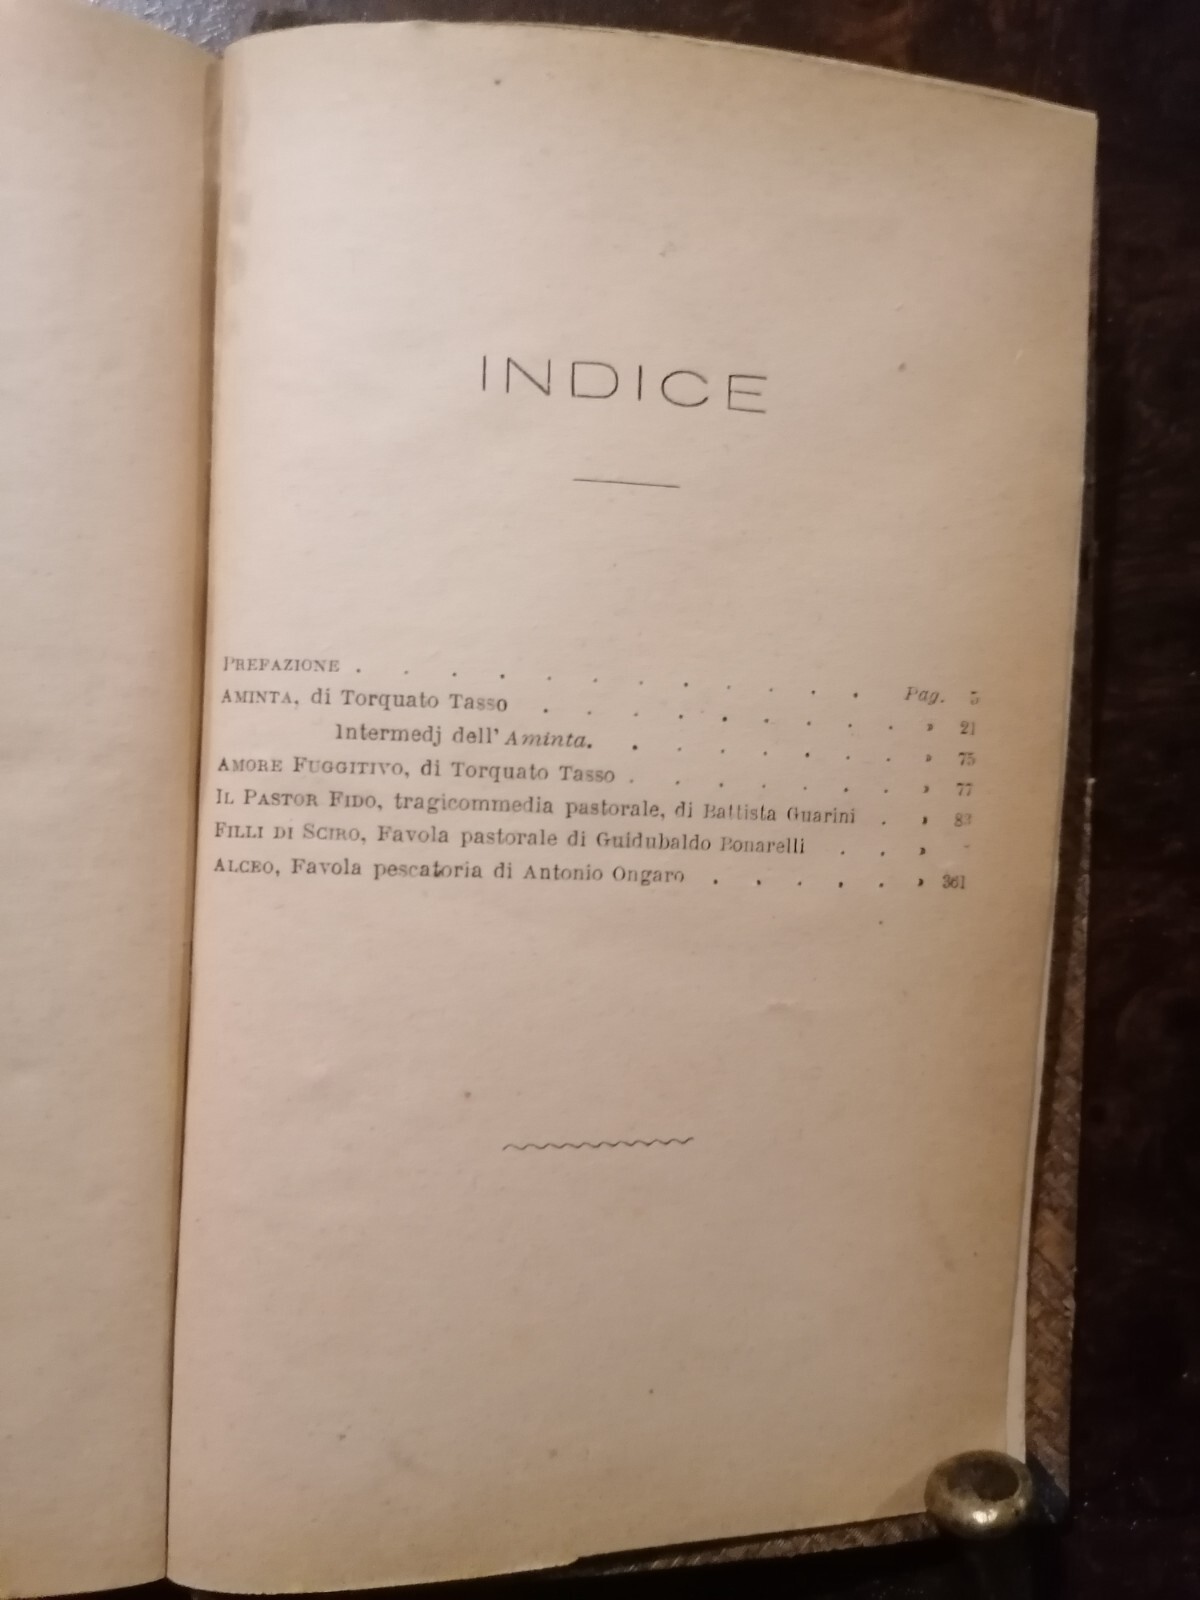 INDICE
PREFAZIONE . . . . . . . . . . . . Pag. 5
AMINTA, di Torquato Tasso . . . . . . . . . » 21
Intermedj dell' Aminta. . . . . . . . » 75
AMORE FUGGITIVO, di Torquato Tasso . . . . . . . » 77
IL PASTOR FIDO, tragicommedia pastorale, di Battista Guarini . » 83
FILLI DI SCIRO, Favola pastorale di Guidubaldo Bonarelli . . »
ALCEO, Favola pescatoria di Antonio Ongaro . . . . . » 361